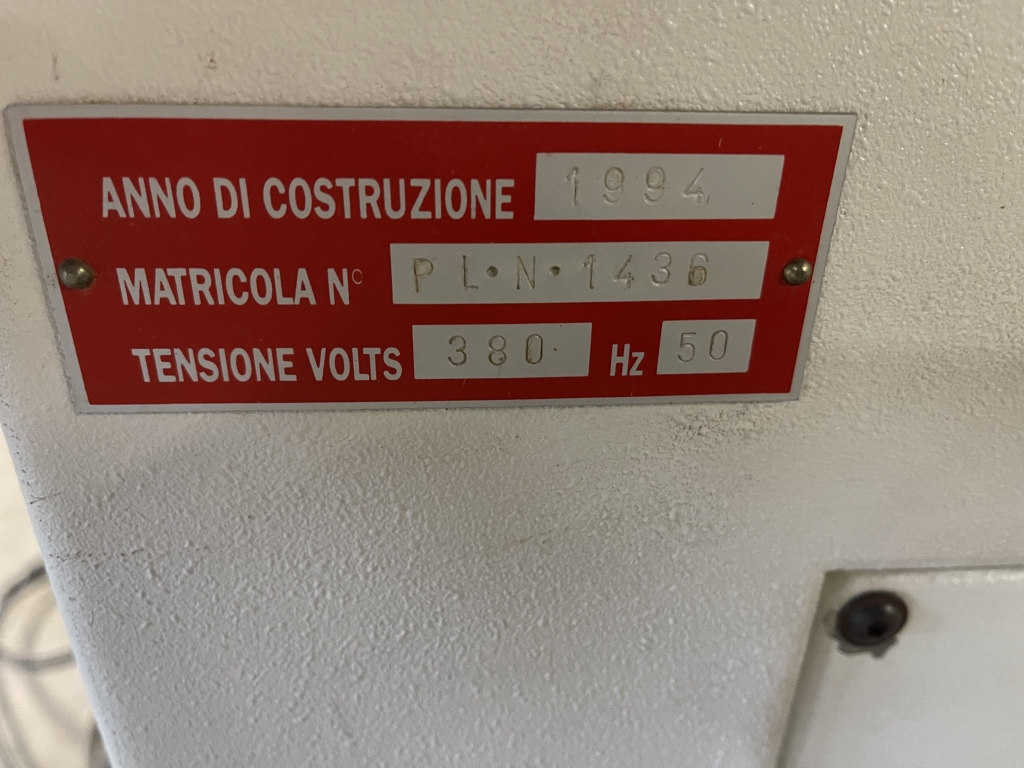 ANNO DI COSTRUZIONE 1994
MATRICOLA N° PL·N·1436
TENSIONE VOLTS 380 Hz 50